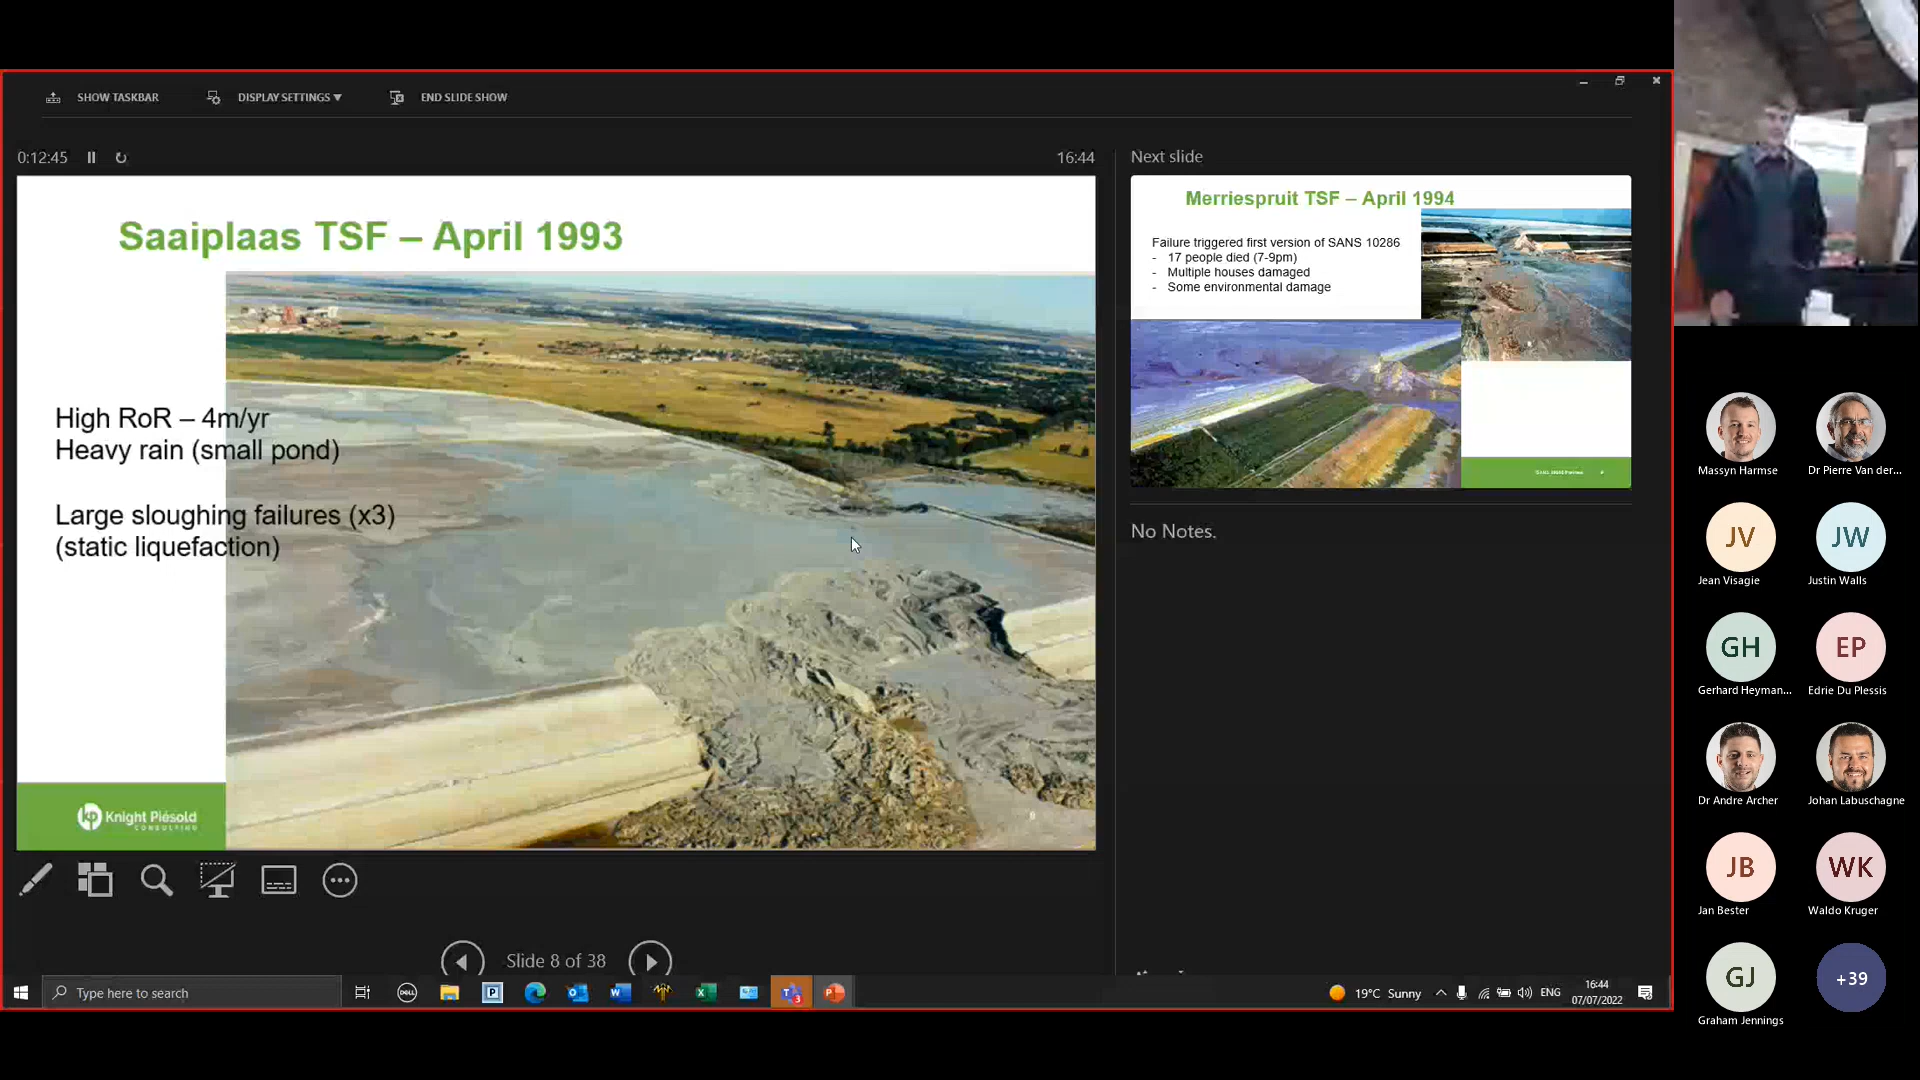 SHOW TASKBAR
DISPLAY SETTINGS ▼
END SLIDE SHOW
0:12:45
16:44
Next slide
Saaiplaas TSF – April 1993
High RoR – 4m/yr
Heavy rain (small pond)
Large sloughing failures (x3)
(static liquefaction)
kp Knight Piésold
CONSULTING
8
Merriespruit TSF – April 1994
Failure triggered first version of SANS 10286
- 17 people died (7-9pm)
- Multiple houses damaged
- Some environmental damage
No Notes.
Slide 8 of 38
Type here to search
DELL
19°C Sunny
ENG
16:44
07/07/2022
Massyn Harmse
Dr Pierre Van der...
JV
JW
Jean Visagie
Justin Walls
GH
EP
Gerhard Heyman...
Edrie Du Plessis
Dr Andre Archer
Johan Labuschagne
JB
WK
Jan Bester
Waldo Kruger
GJ
+39
Graham Jennings